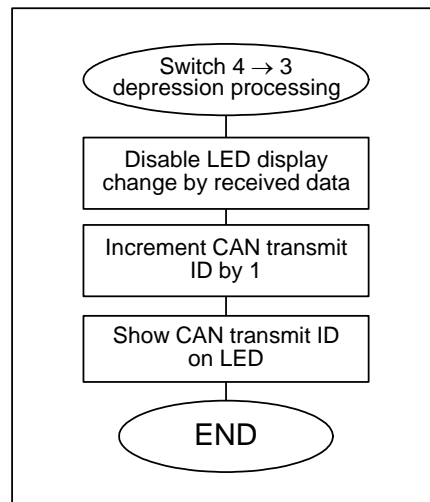 Switch 4 → 3
depression processing
Disable LED display
change by received data
Increment CAN transmit
ID by 1
Show CAN transmit ID
on LED
END